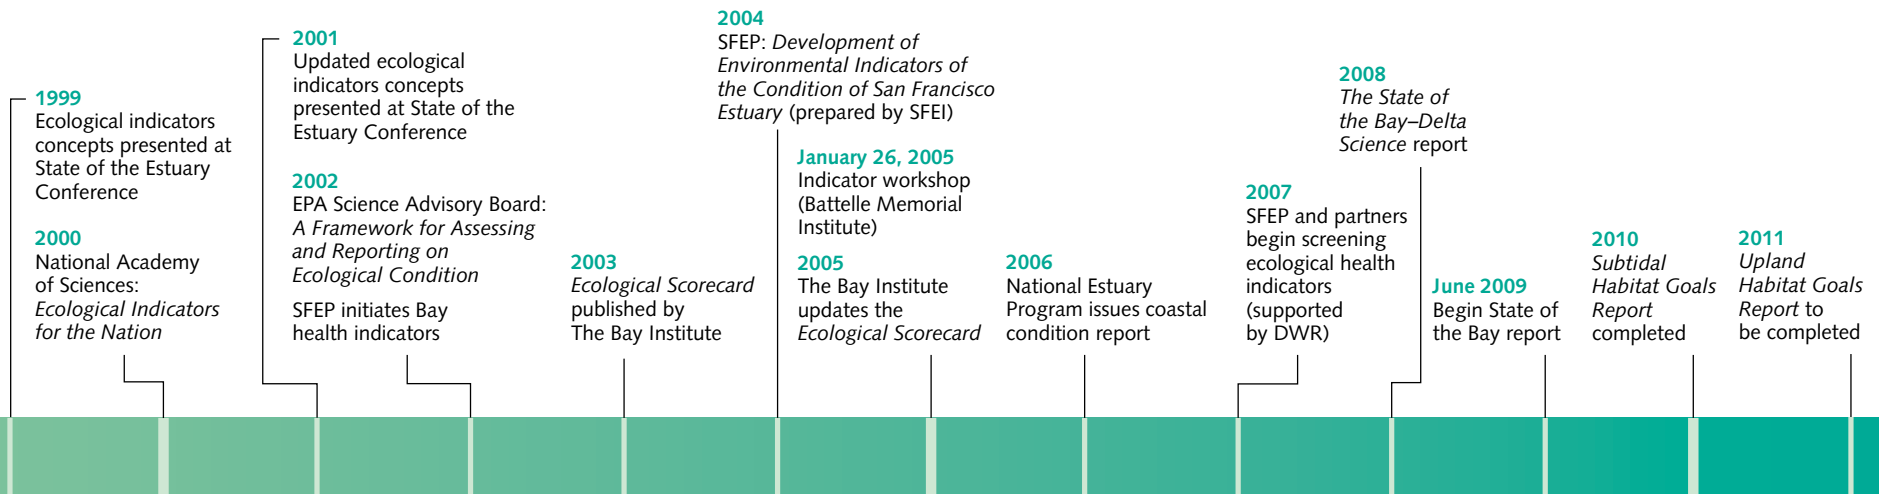 1999
Ecological indicators
concepts presented at
State of the Estuary
Conference
2000
National Academy
of Sciences:
Ecological Indicators
for the Nation
2001
Updated ecological
indicators concepts
presented at State of the
Estuary Conference
2002
EPA Science Advisory Board:
A Framework for Assessing
and Reporting on
Ecological Condition
SFEP initiates Bay
health indicators
2003
Ecological Scorecard
published by
The Bay Institute
2004
SFEP: Development of
Environmental Indicators of
the Condition of San Francisco
Estuary (prepared by SFEI)
January 26, 2005
Indicator workshop
(Battelle Memorial
Institute)
2005
The Bay Institute
updates the
Ecological Scorecard
2006
National Estuary
Program issues coastal
condition report
2007
SFEP and partners
begin screening
ecological health
indicators
(supported
by DWR)
2008
The State of
the Bay–Delta
Science report
June 2009
Begin State of
the Bay report
2010
Subtidal
Habitat Goals
Report
completed
2011
Upland
Habitat Goals
Report to
be completed